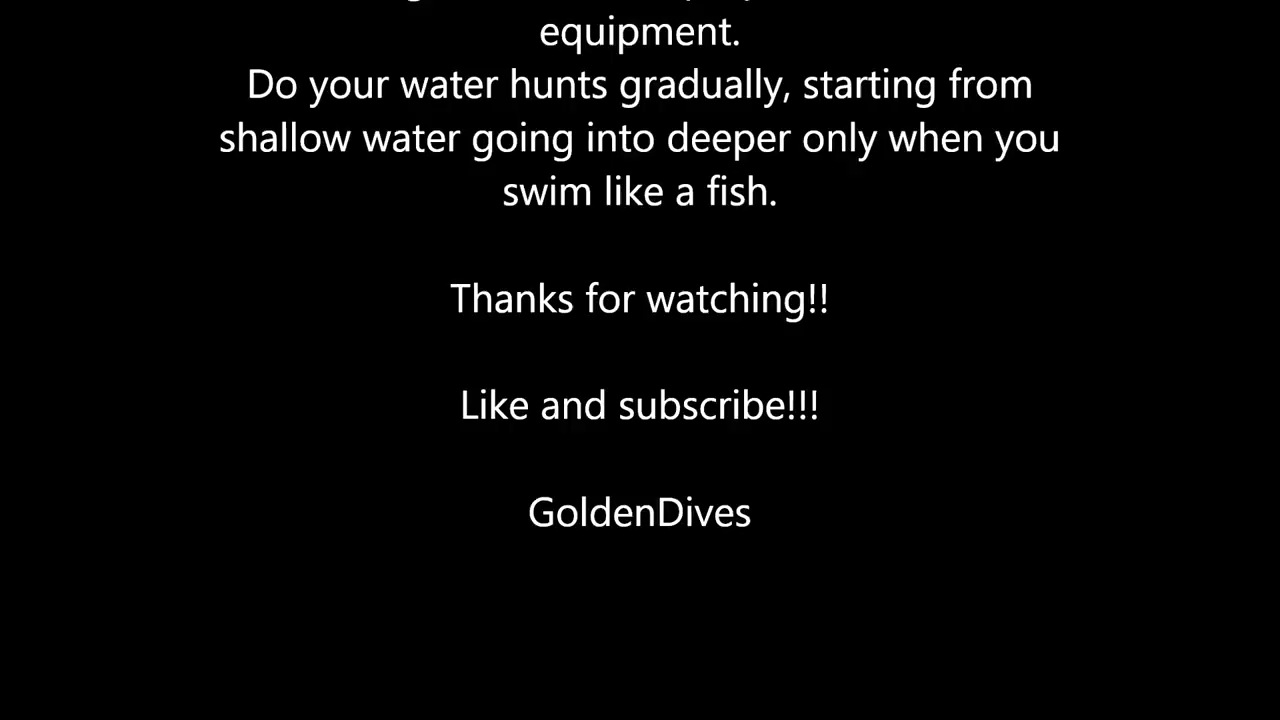 equipment.
Do your water hunts gradually, starting from
shallow water going into deeper only when you
swim like a fish.
Thanks for watching!!
Like and subscribe!!!
GoldenDives